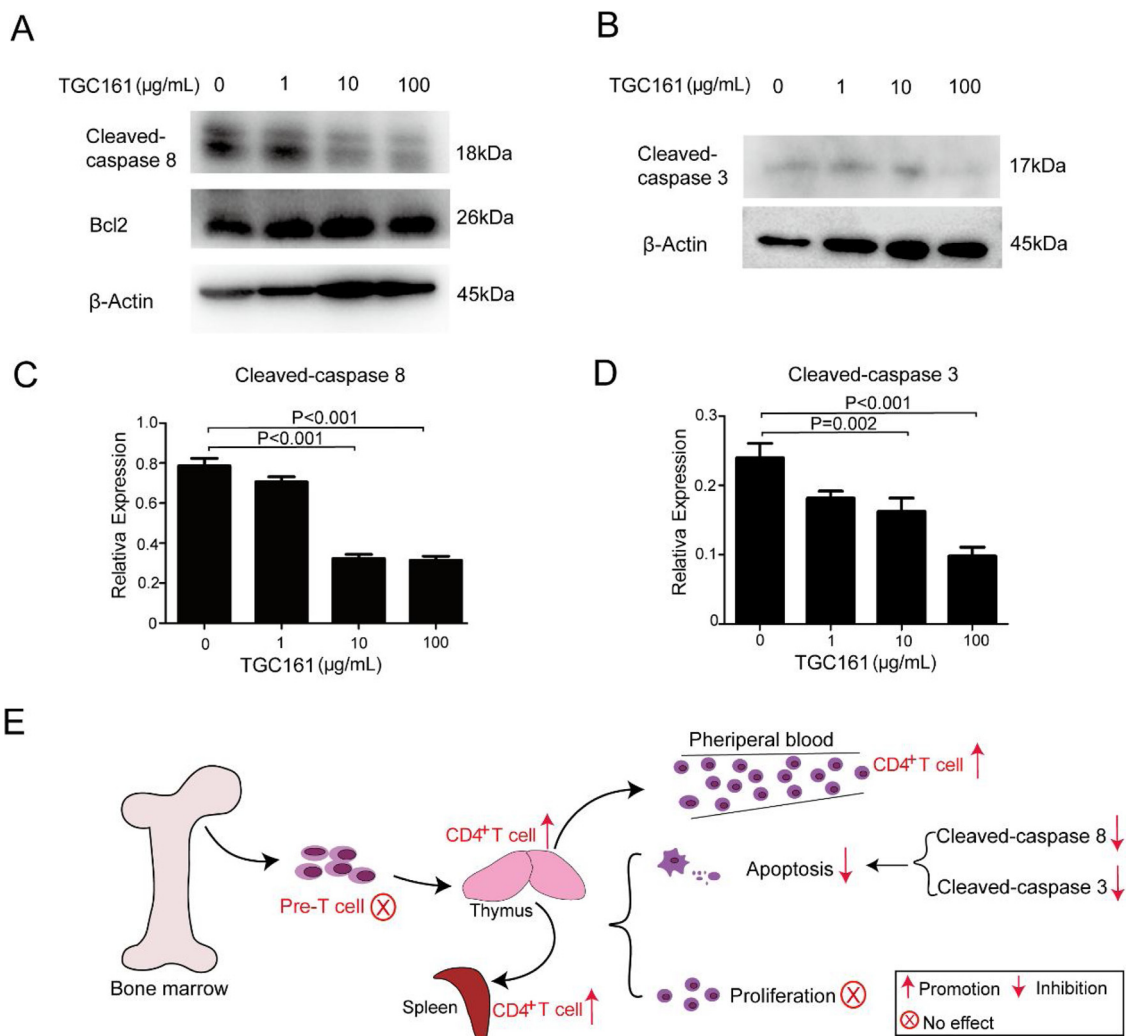 A
TGC161 (μg/mL) 0 1 10 100
Cleaved-
caspase 8
18kDa
Bcl2
26kDa
β-Actin
45kDa
B
TGC161 (μg/mL) 0 1 10 100
Cleaved-
caspase 3
17kDa
β-Actin
45kDa
C
Cleaved-caspase 8
P<0.001
P<0.001
Relativa Expression
1.0
0.8
0.6
0.4
0.2
0
0 1 10 100
TGC161 (μg/mL)
D
Cleaved-caspase 3
P<0.001
P=0.002
Relativa Expression
0.3
0.2
0.1
0
0 1 10 100
TGC161 (μg/mL)
E
Bone marrow
Pre-T cell
CD4+ T cell
Thymus
Spleen
CD4+ T cell
Pheriperal blood
CD4+ T cell
Apoptosis
Cleaved-caspase 8
Cleaved-caspase 3
Proliferation
Promotion
Inhibition
No effect